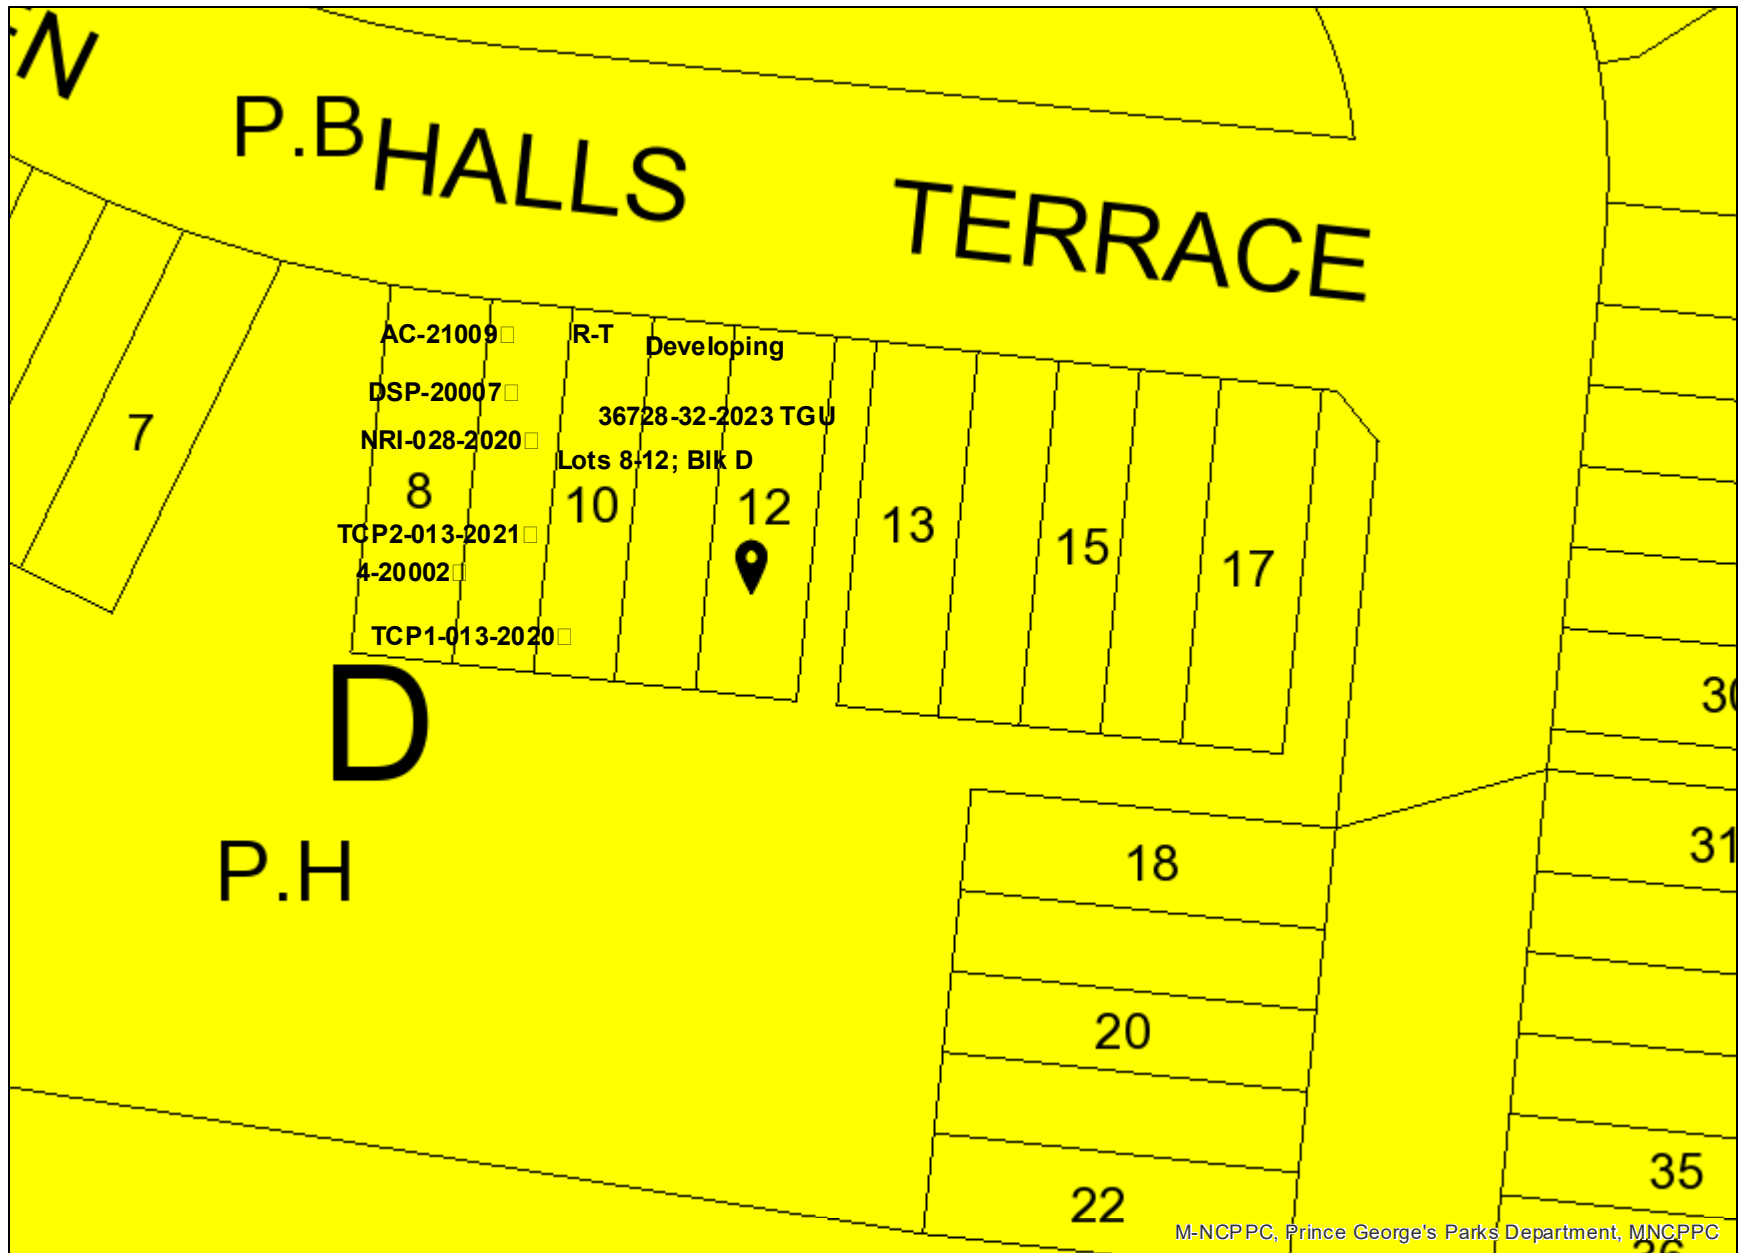 N
P.B
HALLS TERRACE
AC-21009
R-T
Developing
DSP-20007
36728-32-2023 TGU
NRI-028-2020
Lots 8-12; Blk D
7
8
10
12
13
15
17
TCP2-013-2021
4-20002
TCP1-013-2020
D
30
P.H
18
31
20
35
22
M-NCPPC, Prince George's Parks Department, MNCPPC